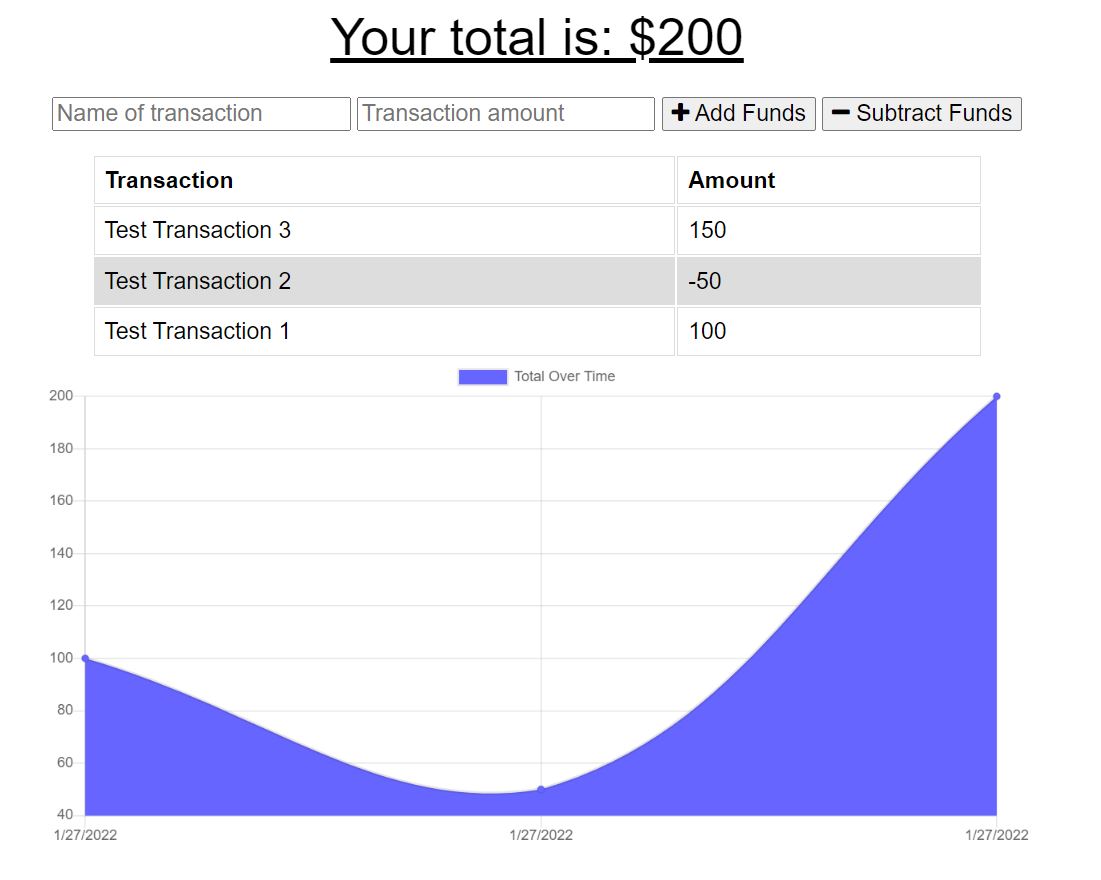 Your total is: $200
Name of transaction Transaction amount Add Funds Subtract Funds
Transaction Amount
Test Transaction 3 150
Test Transaction 2 -50
Test Transaction 1 100
Total Over Time
200
180
160
140
120
100
80
60
40
1/27/2022 1/27/2022 1/27/2022